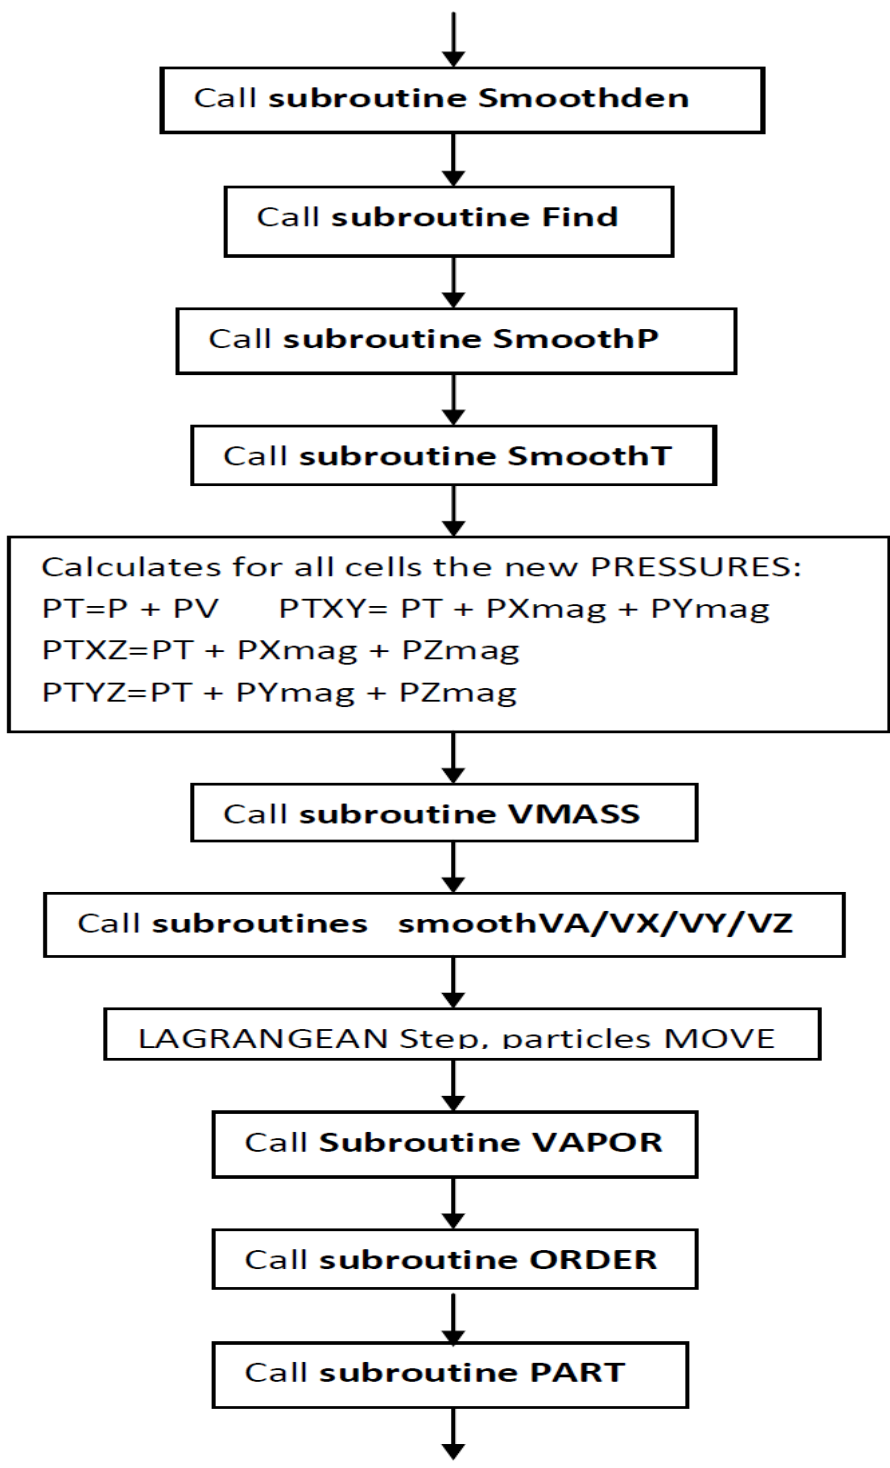 Call subroutine Smoothden
Call subroutine Find
Call subroutine SmoothP
Call subroutine SmoothT
Calculates for all cells the new PRESSURES:
PT=P + PV PTXY= PT + PXmag + PYmag
PTXZ=PT + PXmag + PZmag
PTYZ=PT + PYmag + PZmag
Call subroutine VMASS
Call subroutines smoothVA/VX/VY/VZ
LAGRANGEAN Step, particles MOVE
Call Subroutine VAPOR
Call subroutine ORDER
Call subroutine PART